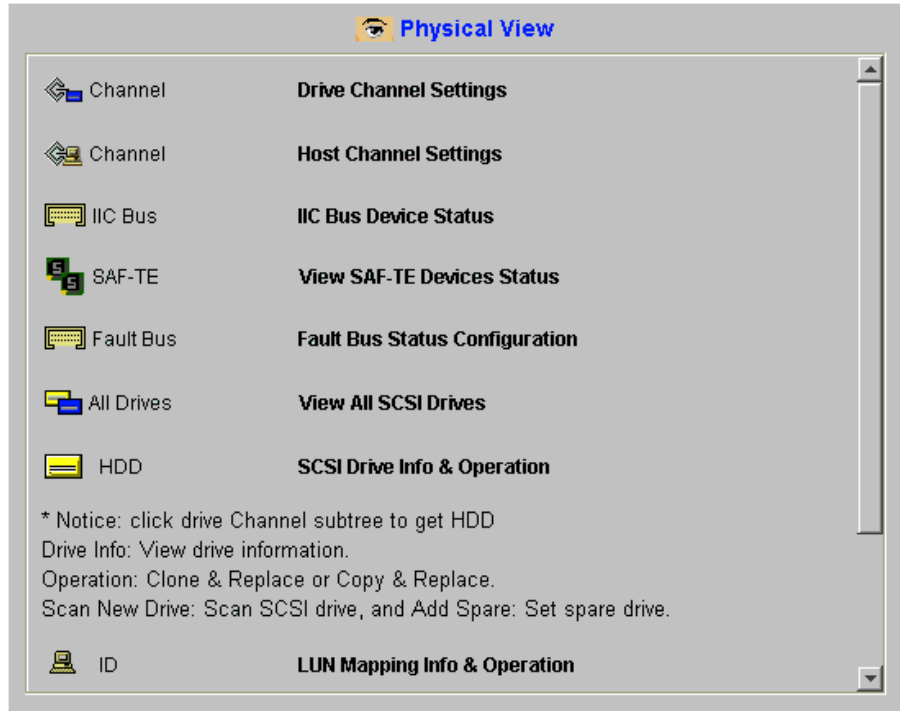 Physical View
Channel Drive Channel Settings
Channel Host Channel Settings
IIC Bus IIC Bus Device Status
SAF-TE View SAF-TE Devices Status
Fault Bus Fault Bus Status Configuration
All Drives View All SCSI Drives
HDD SCSI Drive Info & Operation
* Notice: click drive Channel subtree to get HDD
Drive Info: View drive information.
Operation: Clone & Replace or Copy & Replace.
Scan New Drive: Scan SCSI drive, and Add Spare: Set spare drive.
ID LUN Mapping Info & Operation